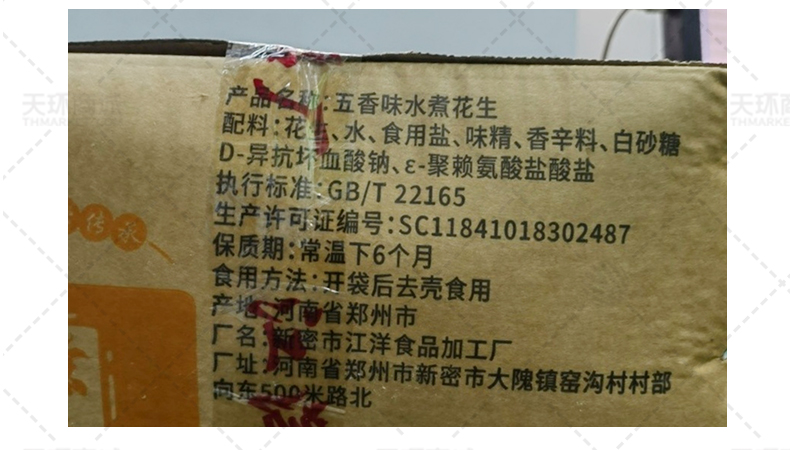 产品名称:五香味水煮花生
配料:花生、水、食用盐、味精、香辛料、白砂糖
D-异抗坏血酸钠、ε-聚赖氨酸盐酸盐
执行标准:GB/T 22165
生产许可证编号:SC11841018302487
保质期:常温下6个月
食用方法:开袋后去壳食用
产地:河南省郑州市
厂名:新密市江洋食品加工厂
厂址:河南省郑州市新密市大隗镇窑沟村村部
向东500米路北
传承